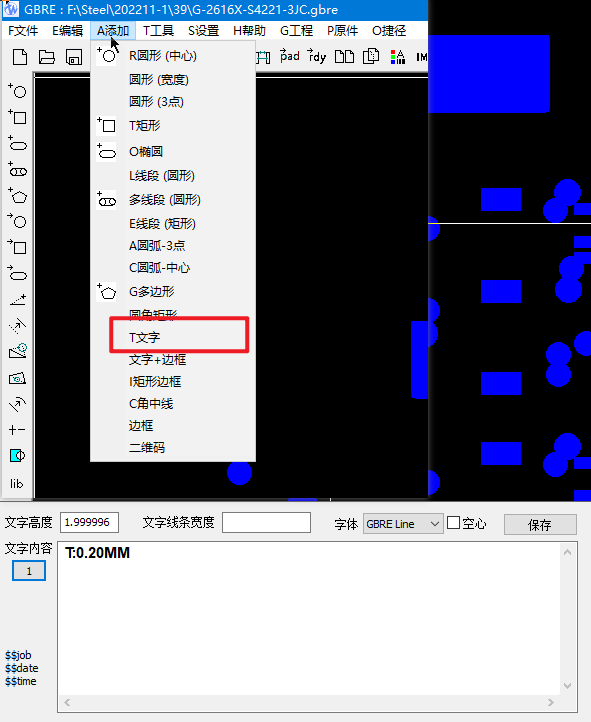 GBRE : F:\Steel\202211-1\39\G-2616X-S4221-3JC.gbre
F文件 E编辑 A添加 T工具 S设置 H帮助 G工程 P原件 O捷径
pad rdy IM
R圆形 (中心)
圆形 (宽度)
圆形 (3点)
T矩形
O椭圆
L线段 (圆形)
多线段 (圆形)
E线段 (矩形)
A圆弧-3点
C圆弧-中心
G多边形
圆角矩形
T文字
文字+边框
I矩形边框
C角中线
边框
二维码
lib
文字高度 1.999996 文字线条宽度 字体 GBRE Line 空心 保存
文字内容 T:0.20MM
1
$$job
$$date
$$time